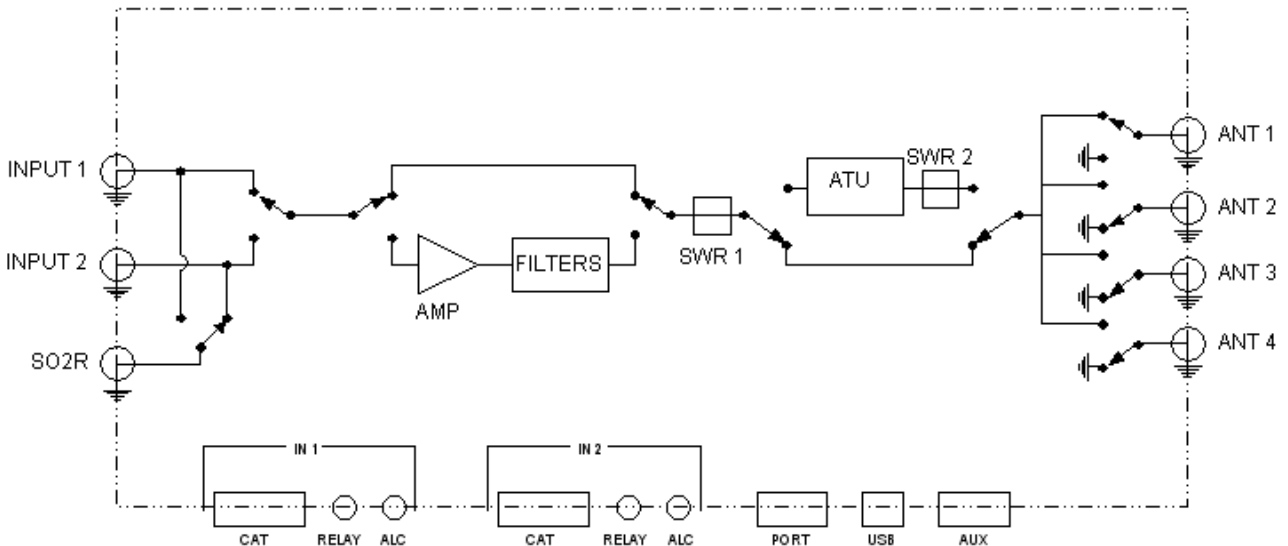 INPUT 1
INPUT 2
SO2R
AMP
FILTERS
SWR 1
ATU
SWR 2
ANT 1
ANT 2
ANT 3
ANT 4
IN 1
CAT
RELAY
ALC
IN 2
CAT
RELAY
ALC
PORT
USB
AUX